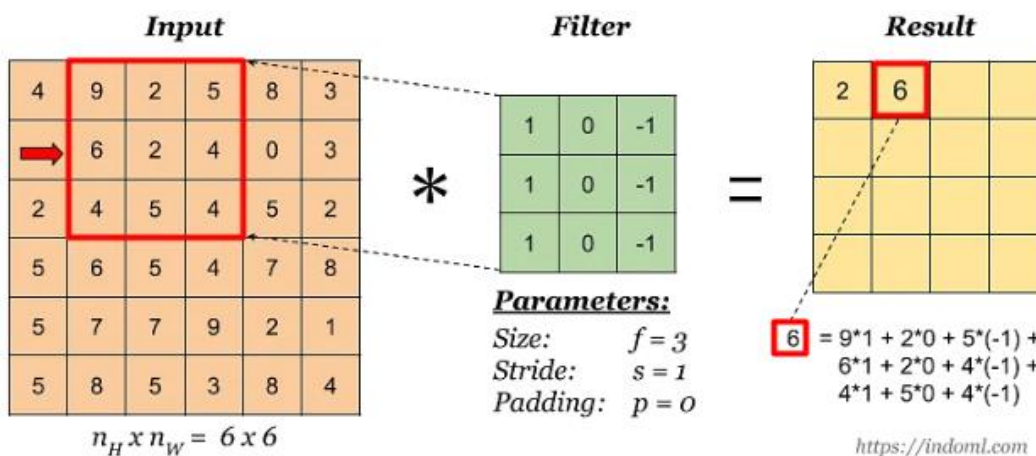 Input Filter Result
4 9 2 5 8 3
6 2 4 0 3
2 4 5 4 5 2
5 6 5 4 7 8
5 7 7 9 2 1
5 8 5 3 8 4
n_H x n_W = 6 x 6
*
1 0 -1
1 0 -1
1 0 -1
Parameters:
Size: f = 3
Stride: s = 1
Padding: p = 0
=
2 6
6 = 9*1 + 2*0 + 5*(-1) +
6*1 + 2*0 + 4*(-1) +
4*1 + 5*0 + 4*(-1)
https://indoml.com